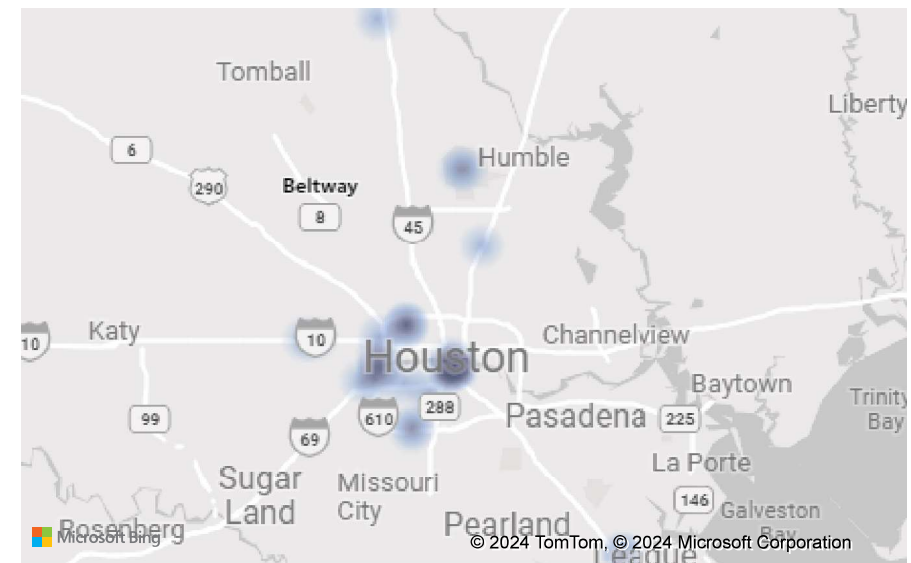 Tomball
Liberty
6
Humble
290
Beltway
8
45
10
Katy
10
Channelview
Houston
Baytown
Trinity
Bay
99
69
610
288
Pasadena
225
La Porte
Sugar
Land
Missouri
City
146
Galveston
Bay
Pearland
Rosenberg
Microsoft Bing
© 2024 TomTom, © 2024 Microsoft Corporation
League